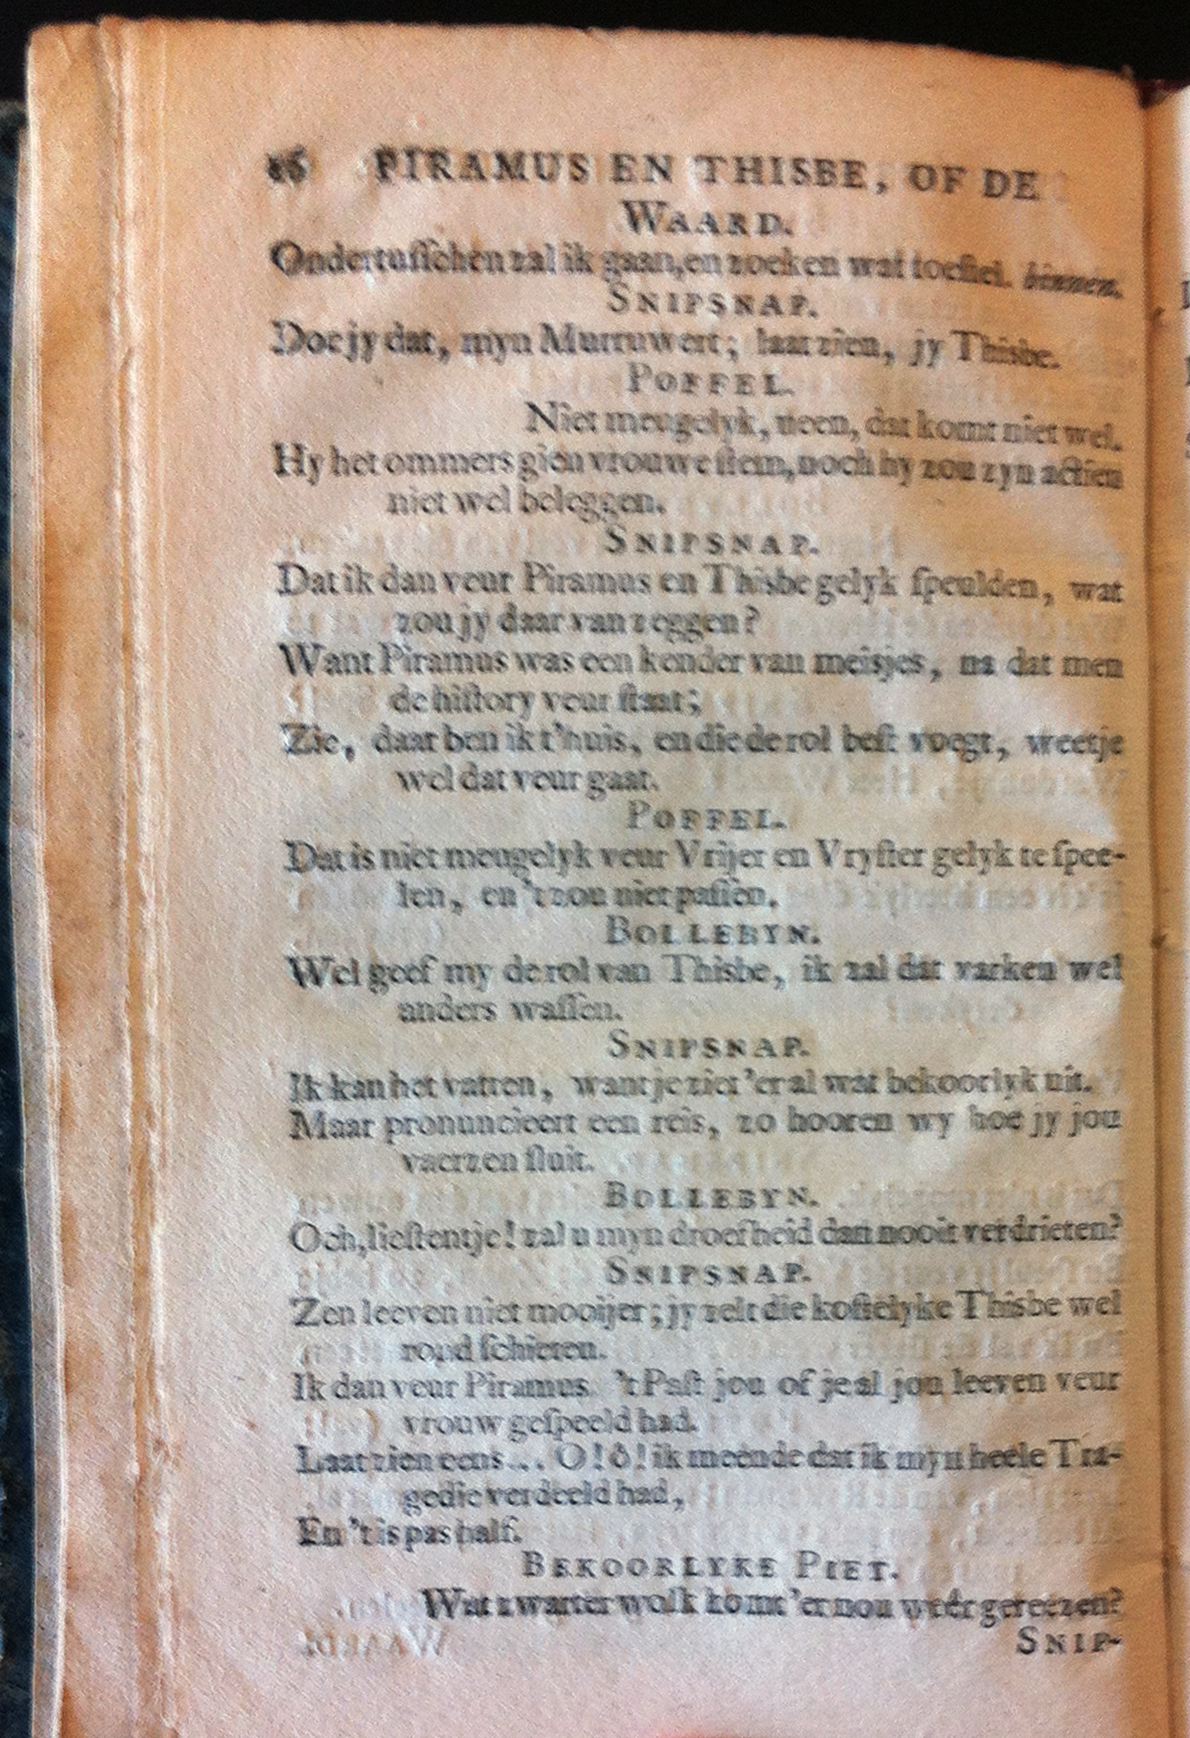 26 PIRAMUS EN THISBE, OF DE
WAARD.
Ondertuſſchen zal ik gaan, en zoeken wat toeſtel. binnen.
SNIPSNAP.
Doe jy dat, myn Murruwert; laat zien, jy Thisbe.
POFFEL.
Niet meugelyk, neen, dat komt niet wel.
Hy het ommers gien vrouwe ſtem, noch hy zou zyn actien
niet wel beleggen.
SNIPSNAP.
Dat ik dan veur Piramus en Thisbe gelyk ſpeulden, wat
zou jy daar van zeggen?
Want Piramus was een kender van meisjes, na dat men
de hiſtory veur ſtaat;
Zie, daar ben ik t'huis, en die de rol beſt voegt, weetje
wel dat veur gaat.
POFFEL.
Dat is niet meugelyk veur Vrijer en Vryſter gelyk te ſpee-
len, en 't zou niet paſſen.
BOLLEBYN.
Wel geef my de rol van Thisbe, ik zal dat varken wel
anders waſſen.
SNIPSNAP.
Ik kan het vatten, want je ziet 'er al wat bekoorlyk uit.
Maar pronuncieert een reis, zo hooren wy hoe jy jou
vaerzen ſluit.
BOLLEBYN.
Och, lieſtentje! zal u myn droefheid dan nooit verdrieten?
SNIPSNAP.
Zen leeven niet mooijer; jy zelt die koſtelyke Thisbe wel
rond ſchieten.
Ik dan veur Piramus. 't Paſt jou of je al jou leeven veur
vrouw geſpeeld had.
Laat zien eens... O! ô! ik meende dat ik myn heele Tra-
gedie verdeeld had,
En 't is pas half.
BEKOORLYKE PIET.
Wat zwarter wolk komt 'er nou weêr gereezen?
SNIP-